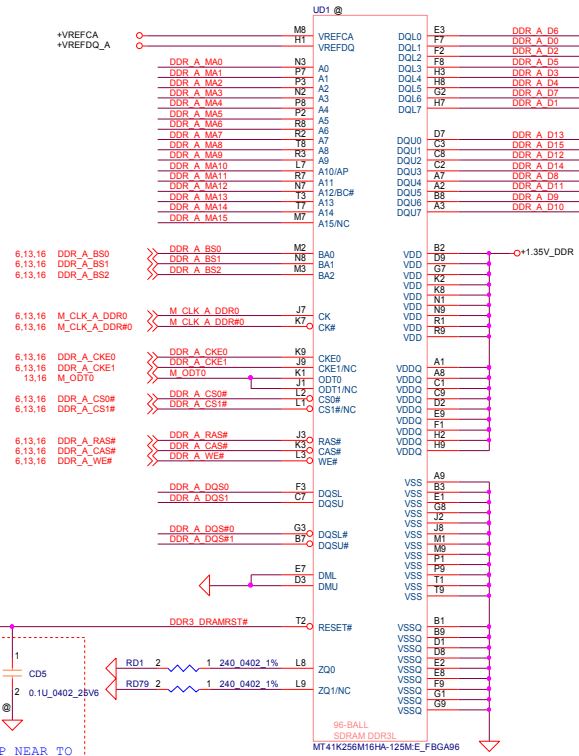 UD1 @
+VREFCA M8 VREFCA DQL0 E3 DDR_A_D6
+VREFDQ_A H1 VREFDQ DQL1 F7 DDR_A_D0
DQL2 F2 DDR_A_D2
DDR_A_MA0 N3 A0 DQL3 F8 DDR_A_D5
DDR_A_MA1 P7 A1 DQL4 H3 DDR_A_D3
DDR_A_MA2 P3 A2 DQL5 H8 DDR_A_D4
DDR_A_MA3 N2 A3 DQL6 G2 DDR_A_D7
DDR_A_MA4 P8 A4 DQL7 H7 DDR_A_D1
DDR_A_MA5 P2 A5
DDR_A_MA6 R8 A6
DDR_A_MA7 R2 A7 DQU0 D7 DDR_A_D13
DDR_A_MA8 T8 A8 DQU1 C3 DDR_A_D15
DDR_A_MA9 R3 A9 DQU2 C8 DDR_A_D12
DDR_A_MA10 L7 A10/AP DQU3 C2 DDR_A_D14
DDR_A_MA11 R7 A11 DQU4 A7 DDR_A_D8
DDR_A_MA12 N7 A12/BC# DQU5 A2 DDR_A_D11
DDR_A_MA13 T3 A13 DQU6 B8 DDR_A_D9
DDR_A_MA14 T7 A14 DQU7 A3 DDR_A_D10
DDR_A_MA15 M7 A15/NC
6,13,16 DDR_A_BS0 DDR_A_BS0 M2 BA0 VDD B2 +1.35V_DDR
6,13,16 DDR_A_BS1 DDR_A_BS1 N8 BA1 VDD D9
6,13,16 DDR_A_BS2 DDR_A_BS2 M3 BA2 VDD G7
VDD K2
VDD K8
VDD N1
6,13,16 M_CLK_A_DDR0 M_CLK_A_DDR0 J7 CK VDD N9
6,13,16 M_CLK_A_DDR#0 M_CLK_A_DDR#0 K7 CK# VDD R1
VDD R9
6,13,16 DDR_A_CKE0 DDR_A_CKE0 K9 CKE0
6,13,16 DDR_A_CKE1 DDR_A_CKE1 J9 CKE1/NC VDDQ A1
13,16 M_ODT0 M_ODT0 K1 ODT0 VDDQ A8
J1 ODT1/NC VDDQ C1
6,13,16 DDR_A_CS0# DDR_A_CS0# L2 CS0# VDDQ C9
6,13,16 DDR_A_CS1# DDR_A_CS1# L1 CS1#/NC VDDQ D2
VDDQ E9
VDDQ F1
6,13,16 DDR_A_RAS# DDR_A_RAS# J3 RAS# VDDQ H2
6,13,16 DDR_A_CAS# DDR_A_CAS# K3 CAS# VDDQ H9
6,13,16 DDR_A_WE# DDR_A_WE# L3 WE#
VSS A9
DDR_A_DQS0 F3 DQSL VSS B3
DDR_A_DQS1 C7 DQSU VSS E1
VSS G8
VSS J2
DDR_A_DQS#0 G3 DQSL# VSS J8
DDR_A_DQS#1 B7 DQSU# VSS M1
VSS M9
VSS P1
E7 DML VSS P9
D3 DMU VSS T1
VSS T9
DDR3_DRAMRST# T2 RESET# VSSQ B1
VSSQ B9
VSSQ D1
VSSQ D8
RD1 2 1 240_0402_1% L8 ZQ0 VSSQ E2
VSSQ E8
RD79 2 1 240_0402_1% L9 ZQ1/NC VSSQ F9
VSSQ G1
VSSQ G9
1
CD5
2 0.1U_0402_25V6
@
96-BALL
SDRAM DDR3L
MT41K256M16HA-125M:E_FBGA96
P NEAR TO